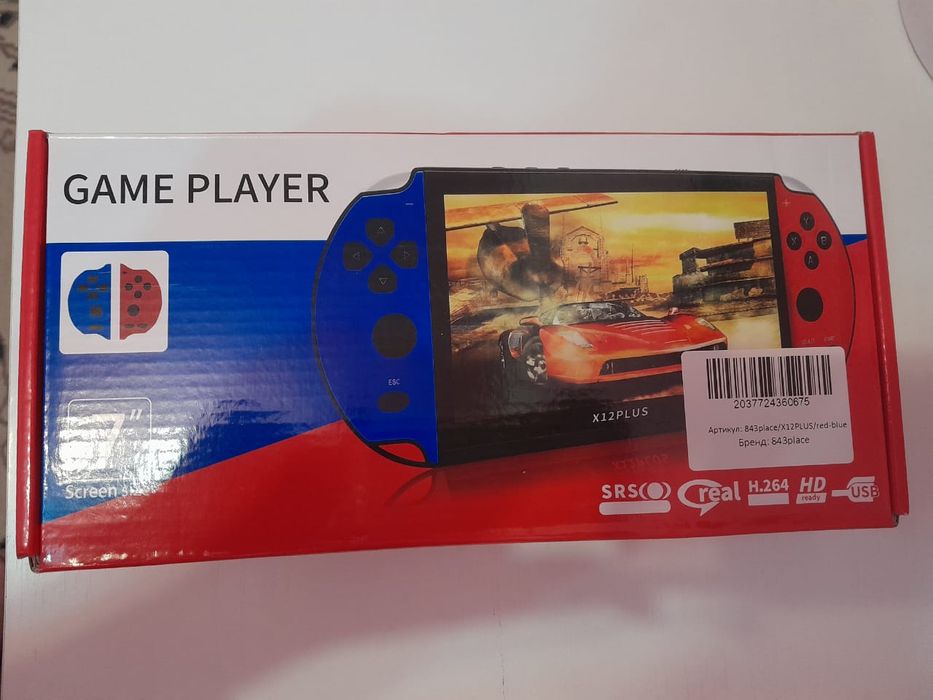 GAME PLAYER
Y
X B
A
ESC
7"
Screen s
X12PLUS
2037724360675
Артикул: 843place/X12PLUS/red-blue
Бренд: 843place
SRS
real
H.264
HD
ready
USB